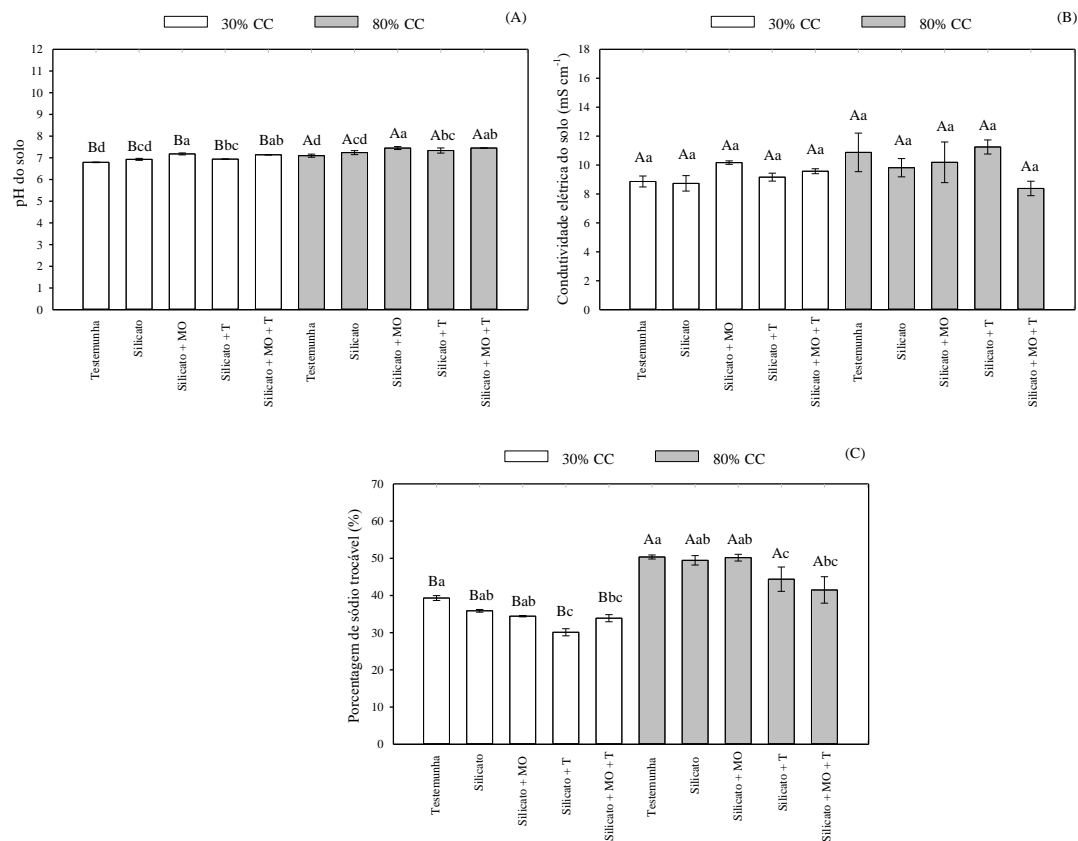 (A)
30% CC 80% CC
pH do solo
12
11
10
9
8
7
6
5
4
3
2
1
0
Bd Bcd Ba Bbc Bab Ad Acd Aa Abc Aab
Testemunha
Silicato
Silicato + MO
Silicato + T
Silicato + MO + T
Testemunha
Silicato
Silicato + MO
Silicato + T
Silicato + MO + T
(B)
30% CC 80% CC
Condutividade elétrica do solo (mS cm⁻¹)
18
16
14
12
10
8
6
4
2
0
Aa Aa Aa Aa Aa Aa Aa Aa Aa Aa
Testemunha
Silicato
Silicato + MO
Silicato + T
Silicato + MO + T
Testemunha
Silicato
Silicato + MO
Silicato + T
Silicato + MO + T
(C)
30% CC 80% CC
Porcentagem de sódio trocável (%)
70
60
50
40
30
20
10
0
Ba Bab Bab Bc Bbc Aa Aab Aab Ac Abc
Testemunha
Silicato
Silicato + MO
Silicato + T
Silicato + MO + T
Testemunha
Silicato
Silicato + MO
Silicato + T
Silicato + MO + T